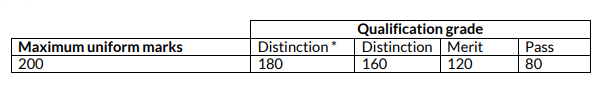 Qualification grade
Maximum uniform marks Distinction * Distinction Merit Pass
200 180 160 120 80